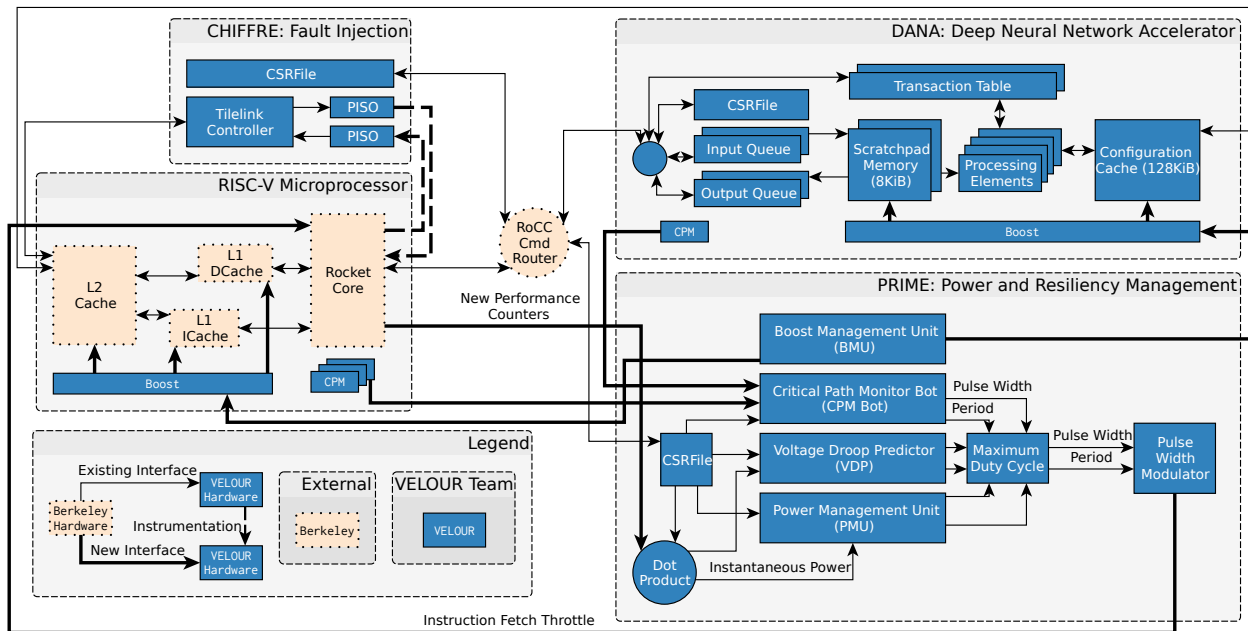 CHIFFRE: Fault Injection
CSRFile
Tilelink
Controller
PISO
PISO
RISC-V Microprocessor
L2
Cache
L1
DCache
L1
ICache
Rocket
Core
Boost
CPM
RoCC
Cmd
Router
New Performance
Counters
DANA: Deep Neural Network Accelerator
CSRFile
Input Queue
Output Queue
Transaction Table
Scratchpad
Memory
(8KiB)
Processing
Elements
Configuration
Cache (128KiB)
CPM
Boost
PRIME: Power and Resiliency Management
Boost Management Unit
(BMU)
Critical Path Monitor Bot
(CPM Bot)
Pulse Width
Period
CSRFile
Voltage Droop Predictor
(VDP)
Maximum
Duty Cycle
Pulse Width
Period
Pulse
Width
Modulator
Power Management Unit
(PMU)
Dot
Product
Instantaneous Power
Legend
Existing Interface
Berkeley
Hardware
VELOUR
Hardware
Instrumentation
New Interface
VELOUR
Hardware
External
Berkeley
VELOUR Team
VELOUR
Instruction Fetch Throttle